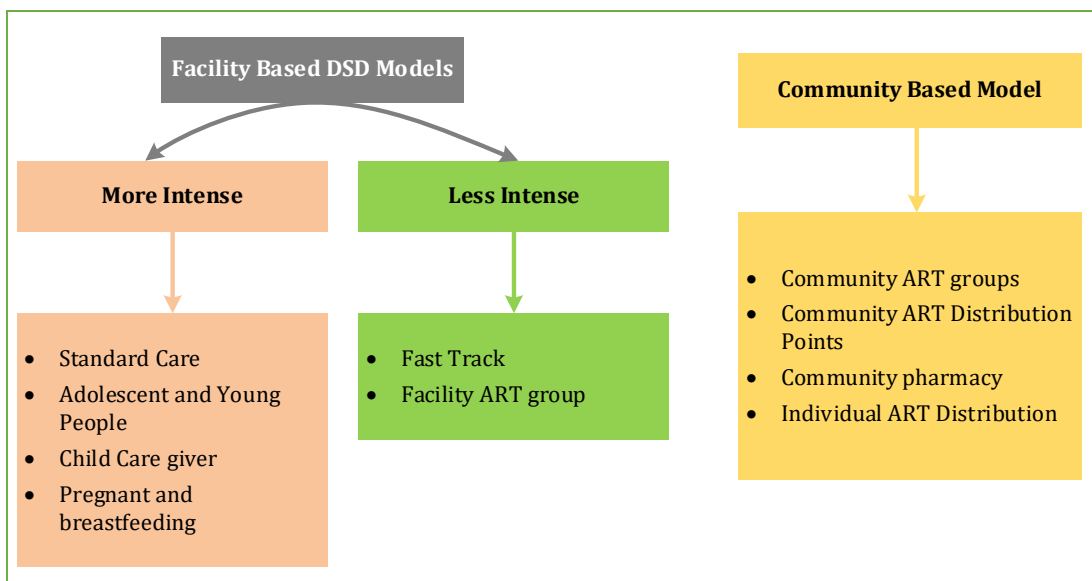 Facility Based DSD Models
More Intense
• Standard Care
• Adolescent and Young
People
• Child Care giver
• Pregnant and
breastfeeding
Less Intense
• Fast Track
• Facility ART group
Community Based Model
• Community ART groups
• Community ART Distribution
Points
• Community pharmacy
• Individual ART Distribution